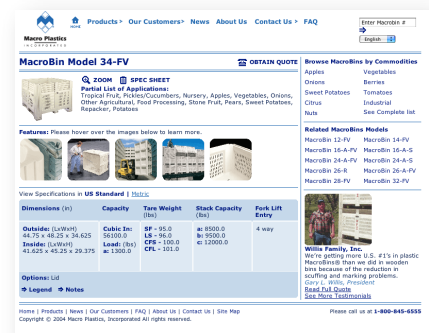 HOME
Products > Our Customers> News About Us Contact Us > FAQ
Enter Macrobin #
English
Macro Plastics
INCORPORATED
MacroBin Model 34-FV
OBTAIN QUOTE
ZOOM SPEC SHEET
Partial List of Applications:
Tropical Fruit, Pickles/Cucumbers, Nursery, Apples, Vegetables, Onions,
Other Agricultural, Food Processing, Stone Fruit, Pears, Sweet Potatoes,
Repacker, Potatoes
Features: Please hover over the images below to learn more.
View Specifications in US Standard | Metric
Dimensions (in) Capacity Tare Weight (lbs) Stack Capacity (lbs) Fork Lift Entry
Outside: (LxWxH)
44.75 x 48.25 x 34.625
Inside: (LxWxH)
41.625 x 45.25 x 29.375
Cubic In:
56100.0
Load: (lbs)
a: 1300.0
SF - 95.0
LS - 96.0
CFS - 100.0
CFL - 101.0
a: 8500.0
b: 9500.0
c: 12000.0
4 way
Options: Lid
Legend Notes
Browse MacroBins by Commodities
Apples Vegetables
Onions Berries
Sweet Potatoes Tomatoes
Citrus Industrial
Nuts See Complete list
Related MacroBins Models
MacroBin 12-FV MacroBin 14-FV
MacroBin 16-A-FV MacroBin 16-A-S
MacroBin 24-A-FV MacroBin 24-A-S
MacroBin 26-R MacroBin 26-A-FV
MacroBin 28-FV MacroBin 32-FV
Willis Family, Inc.
We're getting more U.S. #1's in plastic
MacroBins® than we did in wooden
bins because of the reduction in
scuffing and marking problems.
Gary L. Willis, President
Read Full Quote
See More Testimonials
Home | Products | News | Our Customers | FAQ | About Us | Contact Us | Site Map
Copyright © 2004 Macro Plastics, Incorporated All rights reserved.
Please call us at 1-800-845-6555